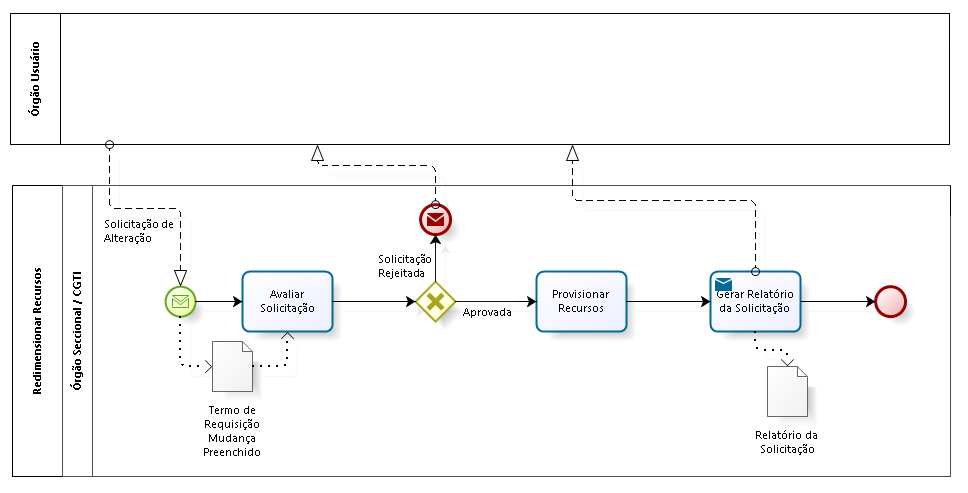 Órgão Usuário
Redimensionar Recursos
Órgão Seccional / CGTI
Solicitação de
Alteração
Avaliar
Solicitação
Solicitação
Rejeitada
Aprovada
Provisionar
Recursos
Gerar Relatório
da Solicitação
Termo de
Requisição
Mudança
Preenchido
Relatório da
Solicitação